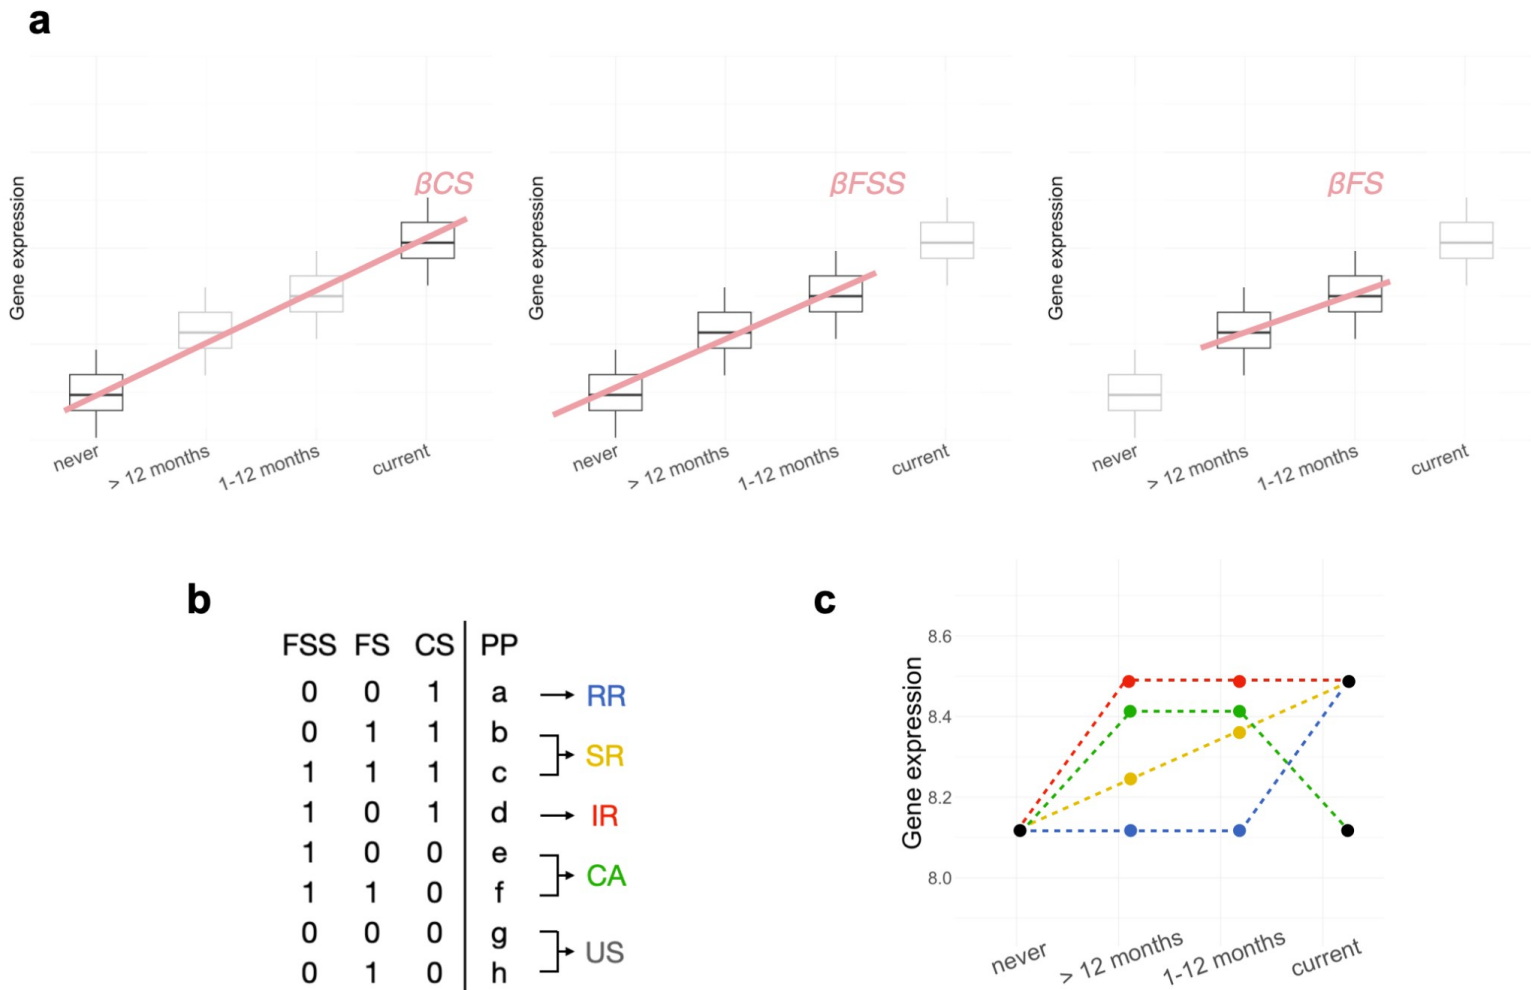 a
Gene expression
βCS
never
> 12 months
1-12 months
current
Gene expression
βFSS
never
> 12 months
1-12 months
current
Gene expression
βFS
never
> 12 months
1-12 months
current
b
FSS FS CS PP
0 0 1 a → RR
0 1 1 b
SR
1 1 1 c
1 0 1 d → IR
1 0 0 e
CA
1 1 0 f
0 0 0 g
US
0 1 0 h
c
Gene expression
8.6
8.4
8.2
8.0
never
> 12 months
1-12 months
current